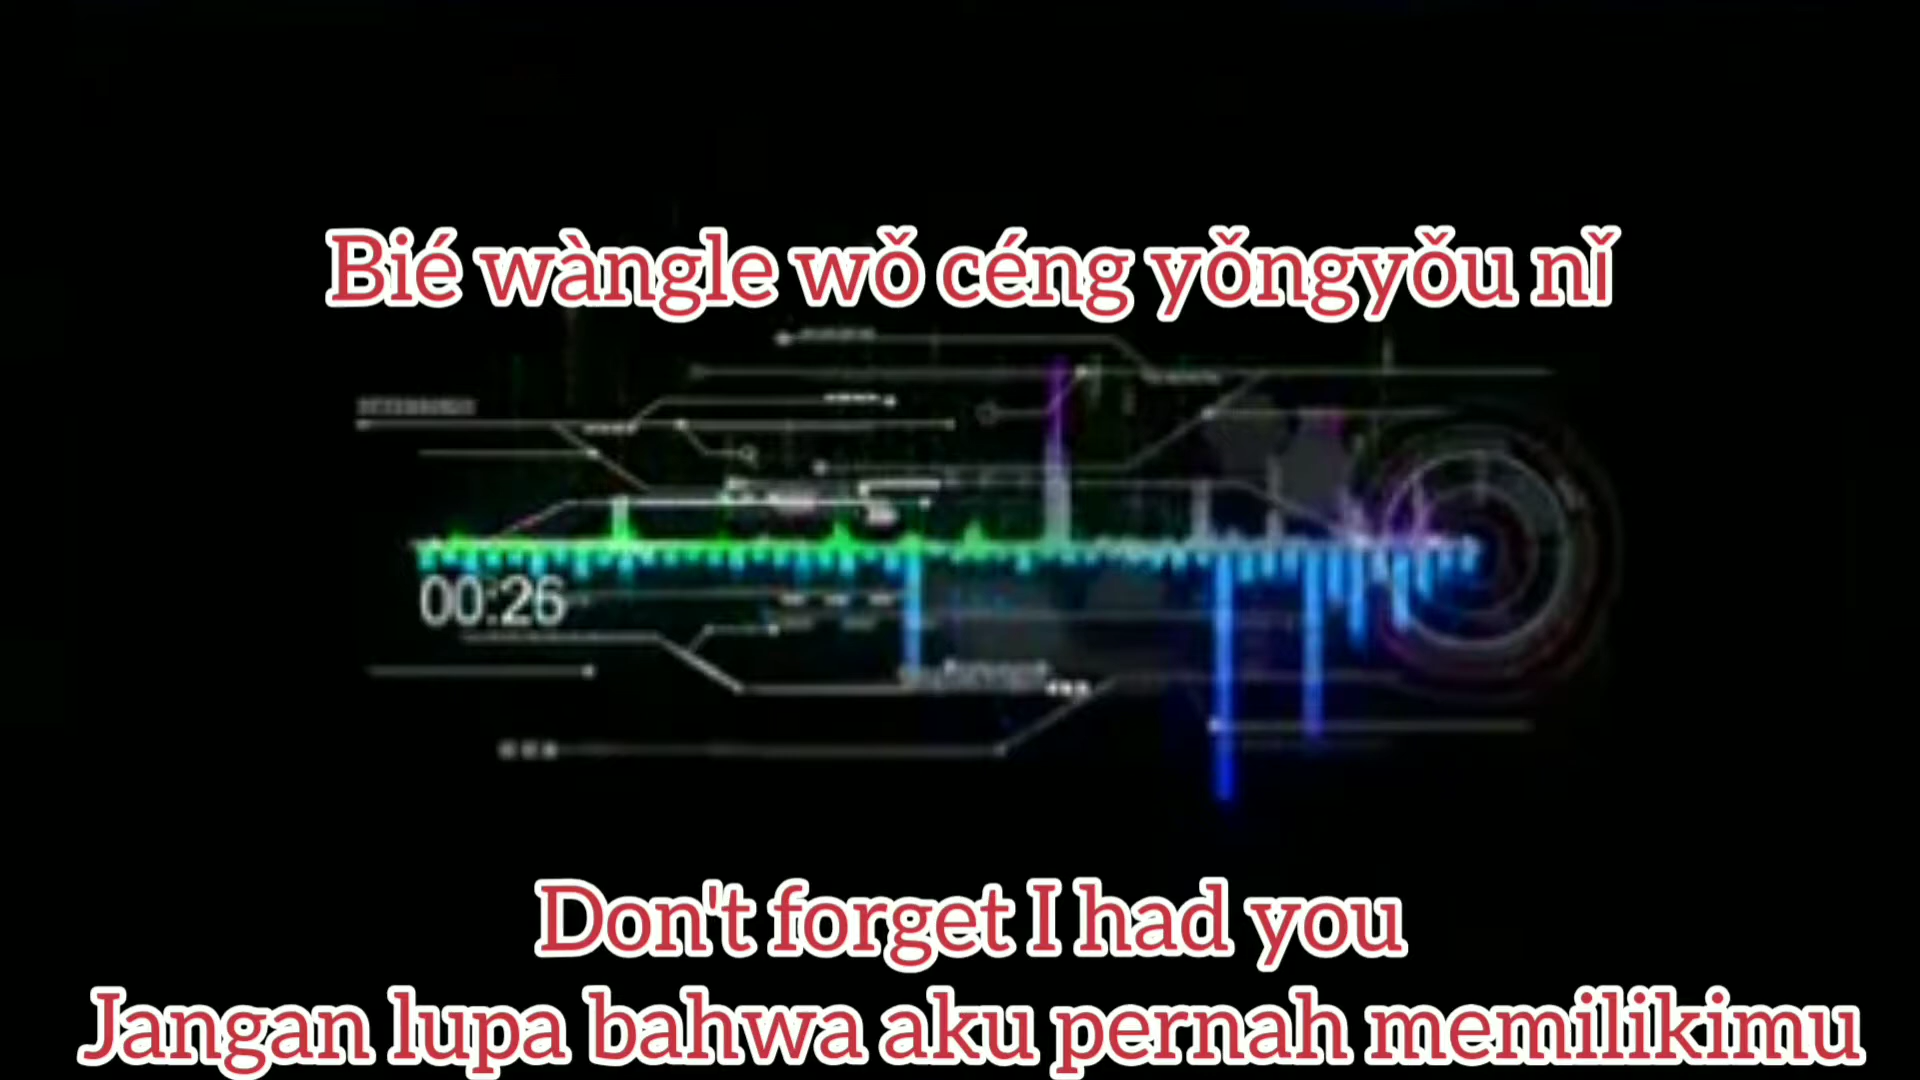 Bié wàngle wǒ céng yǒngyǒu nǐ
00:26
Don't forget I had you
Jangan lupa bahwa aku pernah memilikimu